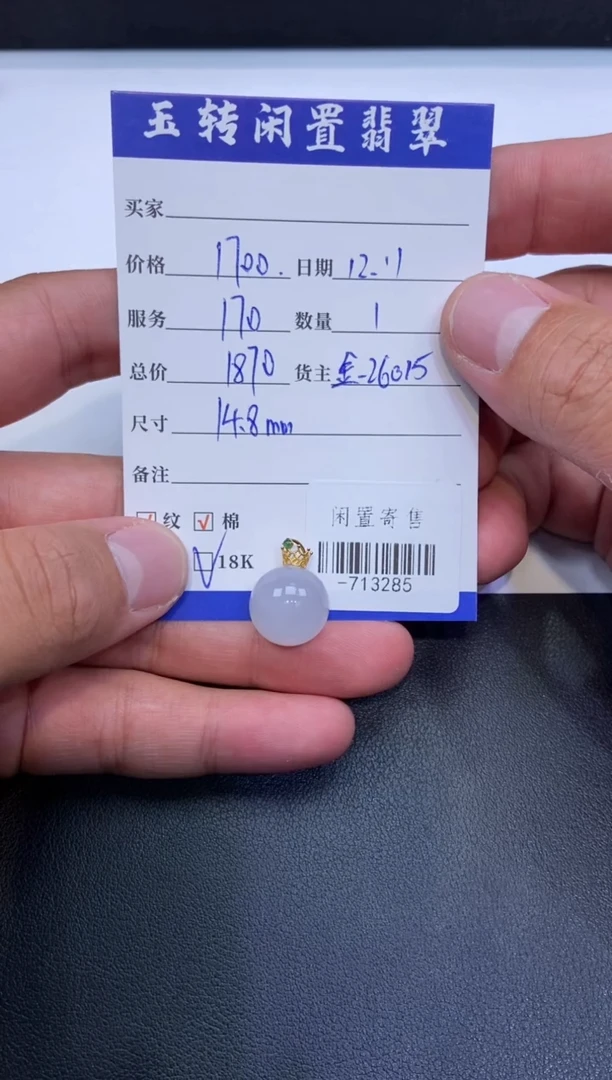 玉转闲置翡翠
买家
价格 1700. 日期 12.11
服务 170 数量 1
总价 1870 货主 金-26015
尺寸 14.8mm
备注
纹 棉
闲置寄售
18K
-713285